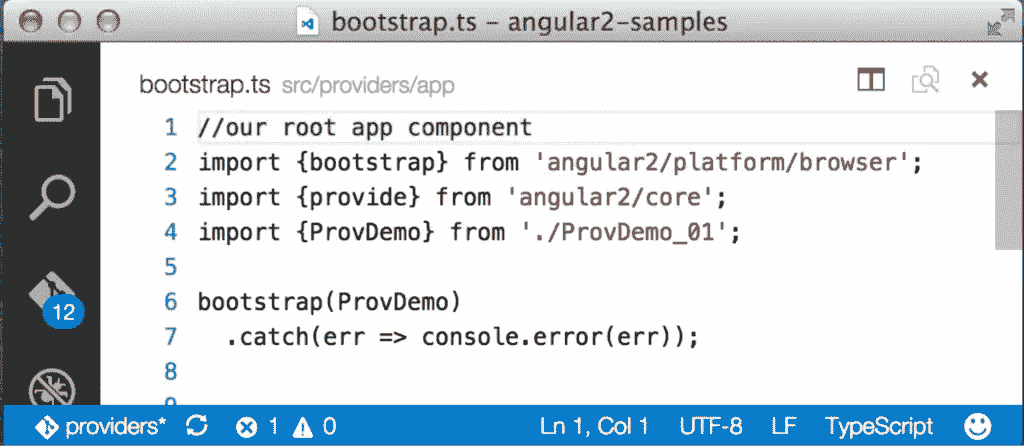 bootstrap.ts - angular2-samples
bootstrap.ts src/providers/app
1 //our root app component
2 import {bootstrap} from 'angular2/platform/browser';
3 import {provide} from 'angular2/core';
4 import {ProvDemo} from './ProvDemo_01';
5
6 bootstrap(ProvDemo)
7   .catch(err => console.error(err));
8
12
providers* 1 0 Ln 1, Col 1 UTF-8 LF TypeScript